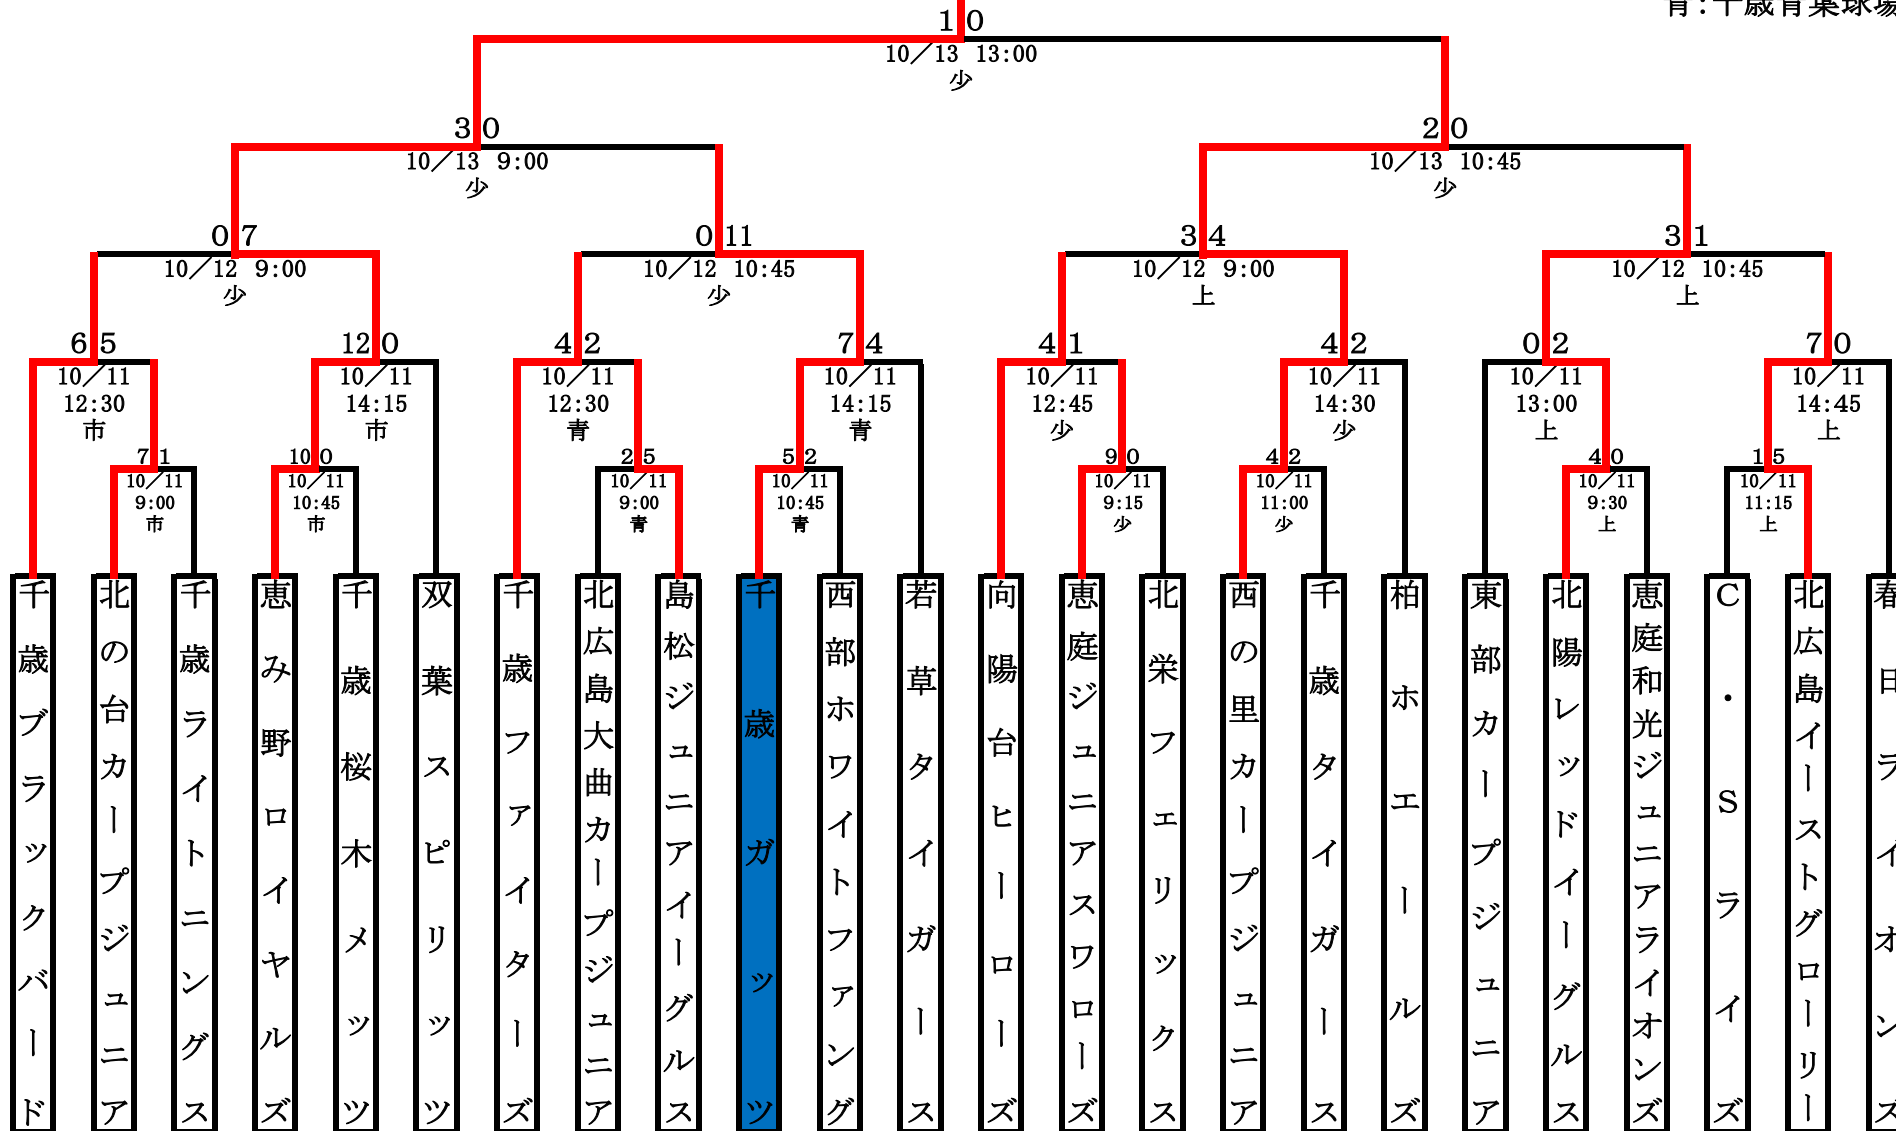 青:千歳青葉球場
1 0
10/13 13:00
少
3 0
10/13 9:00
少
2 0
10/13 10:45
少
0 7
10/12 9:00
少
0 11
10/12 10:45
少
3 4
10/12 9:00
上
3 1
10/12 10:45
上
6 5
10/11
12:30
市
12 0
10/11
14:15
市
4 2
10/11
12:30
青
7 4
10/11
14:15
青
4 1
10/11
12:45
少
4 2
10/11
14:30
少
0 2
10/11
13:00
上
7 0
10/11
14:45
上
7 1
10/11
9:00
市
10 0
10/11
10:45
市
2 5
10/11
9:00
青
5 2
10/11
10:45
青
9 0
10/11
9:15
少
4 2
10/11
11:00
少
4 0
10/11
9:30
上
1 5
10/11
11:15
上
千歳ブラックバード
北の台カープジュニア
千歳ライトニングス
恵み野ロイヤルズ
千歳桜木メッツ
双葉スピリッツ
千歳ファイターズ
北広島大曲カープジュニア
島松ジュニアイーグルス
千歳ガッツ
西部ホワイトファング
若草タイガース
向陽台ヒーローズ
恵庭ジュニアスワローズ
北栄フェリックス
西の里カープジュニア
千歳タイガース
柏ホエールズ
東部カープジュニア
北陽レッドイーグルス
恵庭和光ジュニアライオンズ
C・Sライズ
北広島イーストグローリー
春日ライオンズ